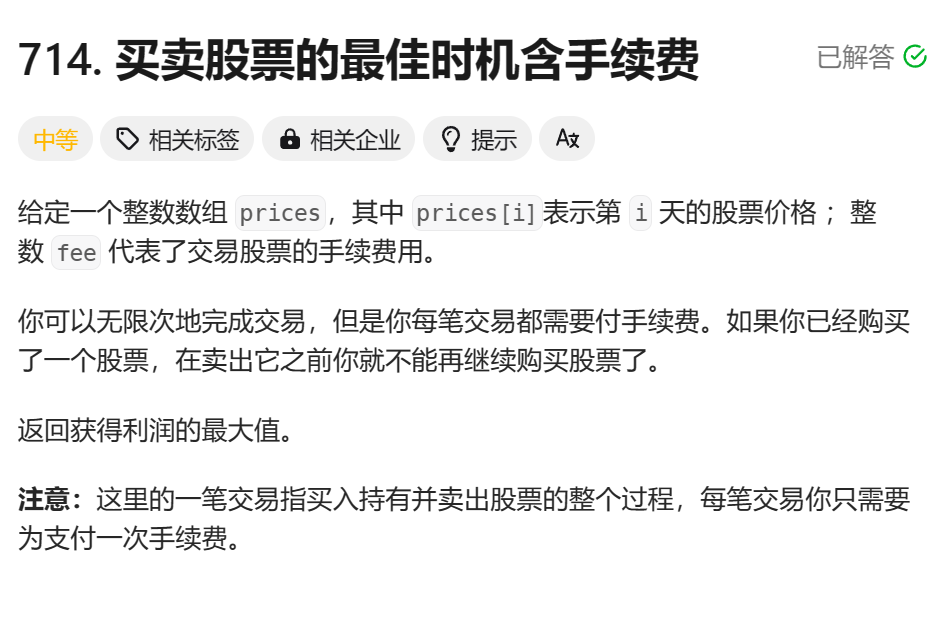 714. 买卖股票的最佳时机含手续费
已解答
中等 相关标签 相关企业 提示
给定一个整数数组 prices，其中 prices[i]表示第 i 天的股票价格 ；整
数 fee 代表了交易股票的手续费用。
你可以无限次地完成交易，但是你每笔交易都需要付手续费。如果你已经购买
了一个股票，在卖出它之前你就不能再继续购买股票了。
返回获得利润的最大值。
注意：这里的一笔交易指买入持有并卖出股票的整个过程，每笔交易你只需要
为支付一次手续费。